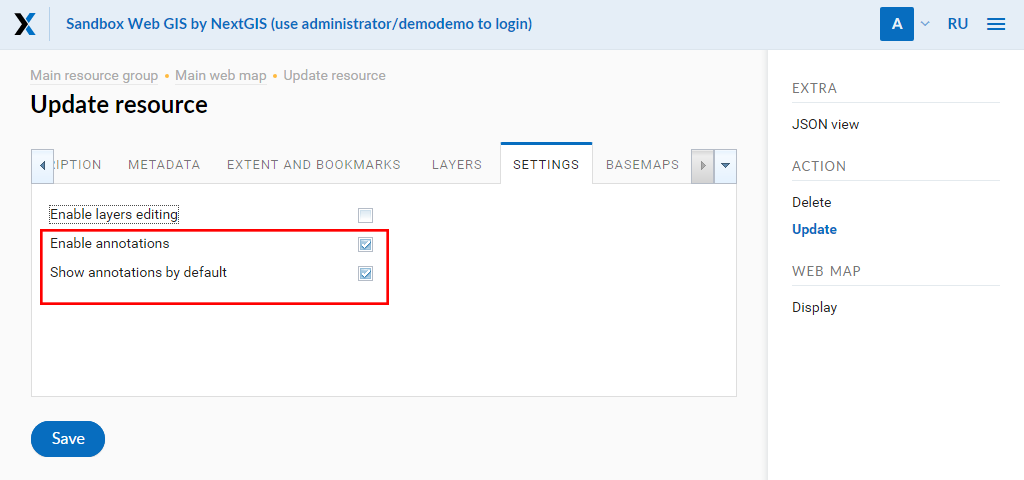 Sandbox Web GIS by NextGIS (use administrator/demodemo to login)
A
RU
Main resource group • Main web map • Update resource
Update resource
METADATA
EXTENT AND BOOKMARKS
LAYERS
SETTINGS
BASEMAPS
Enable layers editing
Enable annotations
Show annotations by default
Save
EXTRA
JSON view
ACTION
Delete
Update
WEB MAP
Display